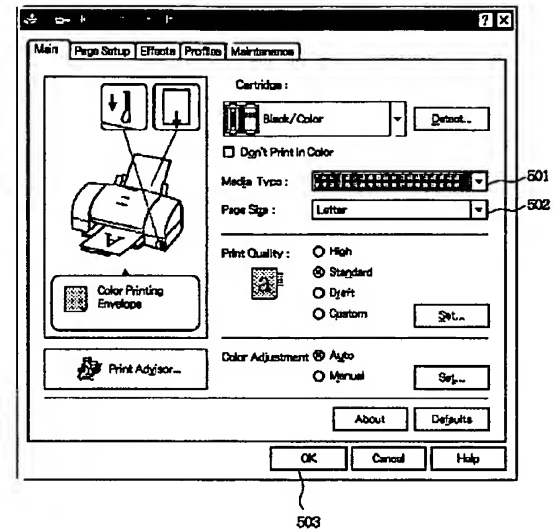 ? X
Main Page Setup Effects Profiles Maintenance
Cartridge :
Black/Color
Detect...
Don't Print in Color
Media Type :
501
Page Size :
Letter
502
Print Quality :
High
a
Standard
Draft
Custom
Set...
A
Color Printing
Envelope
Print Advisor...
Color Adjustment
Auto
Manual
Set...
About
Defaults
OK
Cancel
Help
503